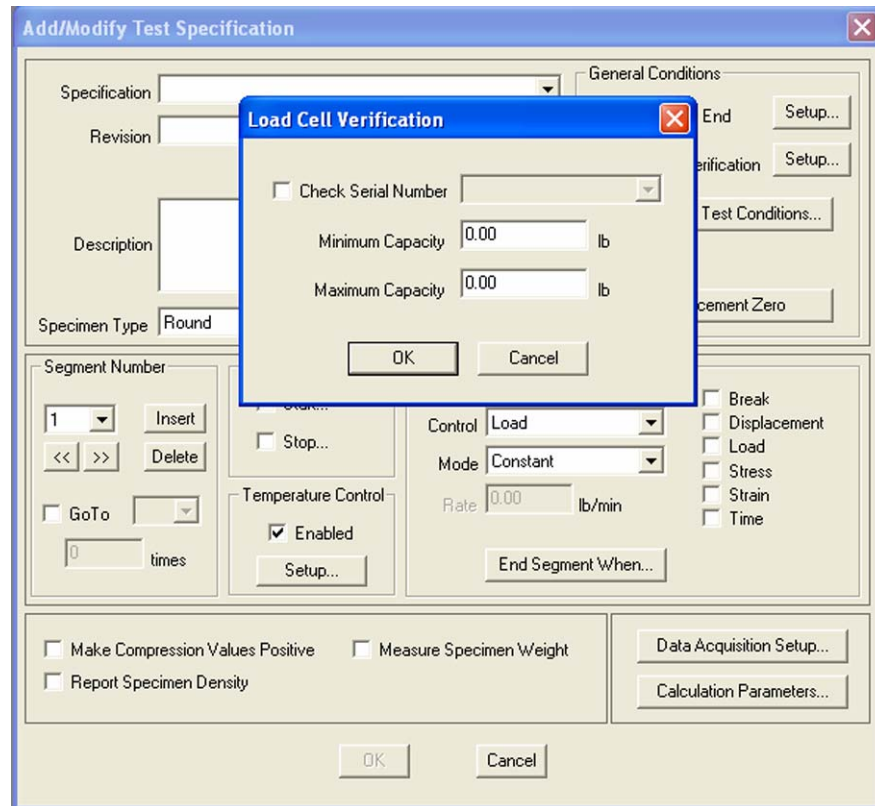 Add/Modify Test Specification
Specification
Revision
Description
Specimen Type Round
General Conditions
End Setup...
Setup...
Test Conditions...
Zero
Load Cell Verification
Check Serial Number
Minimum Capacity 0.00 lb
Maximum Capacity 0.00 lb
OK Cancel
Segment Number
1 Insert
<< >> Delete
GoTo
0 times
Stop...
Temperature Control
Enabled
Setup...
Control Load
Mode Constant
Rate 0.00 lb/min
End Segment When...
Break
Displacement
Load
Stress
Strain
Time
Make Compression Values Positive Measure Specimen Weight
Report Specimen Density
Data Acquisition Setup...
Calculation Parameters...
OK Cancel